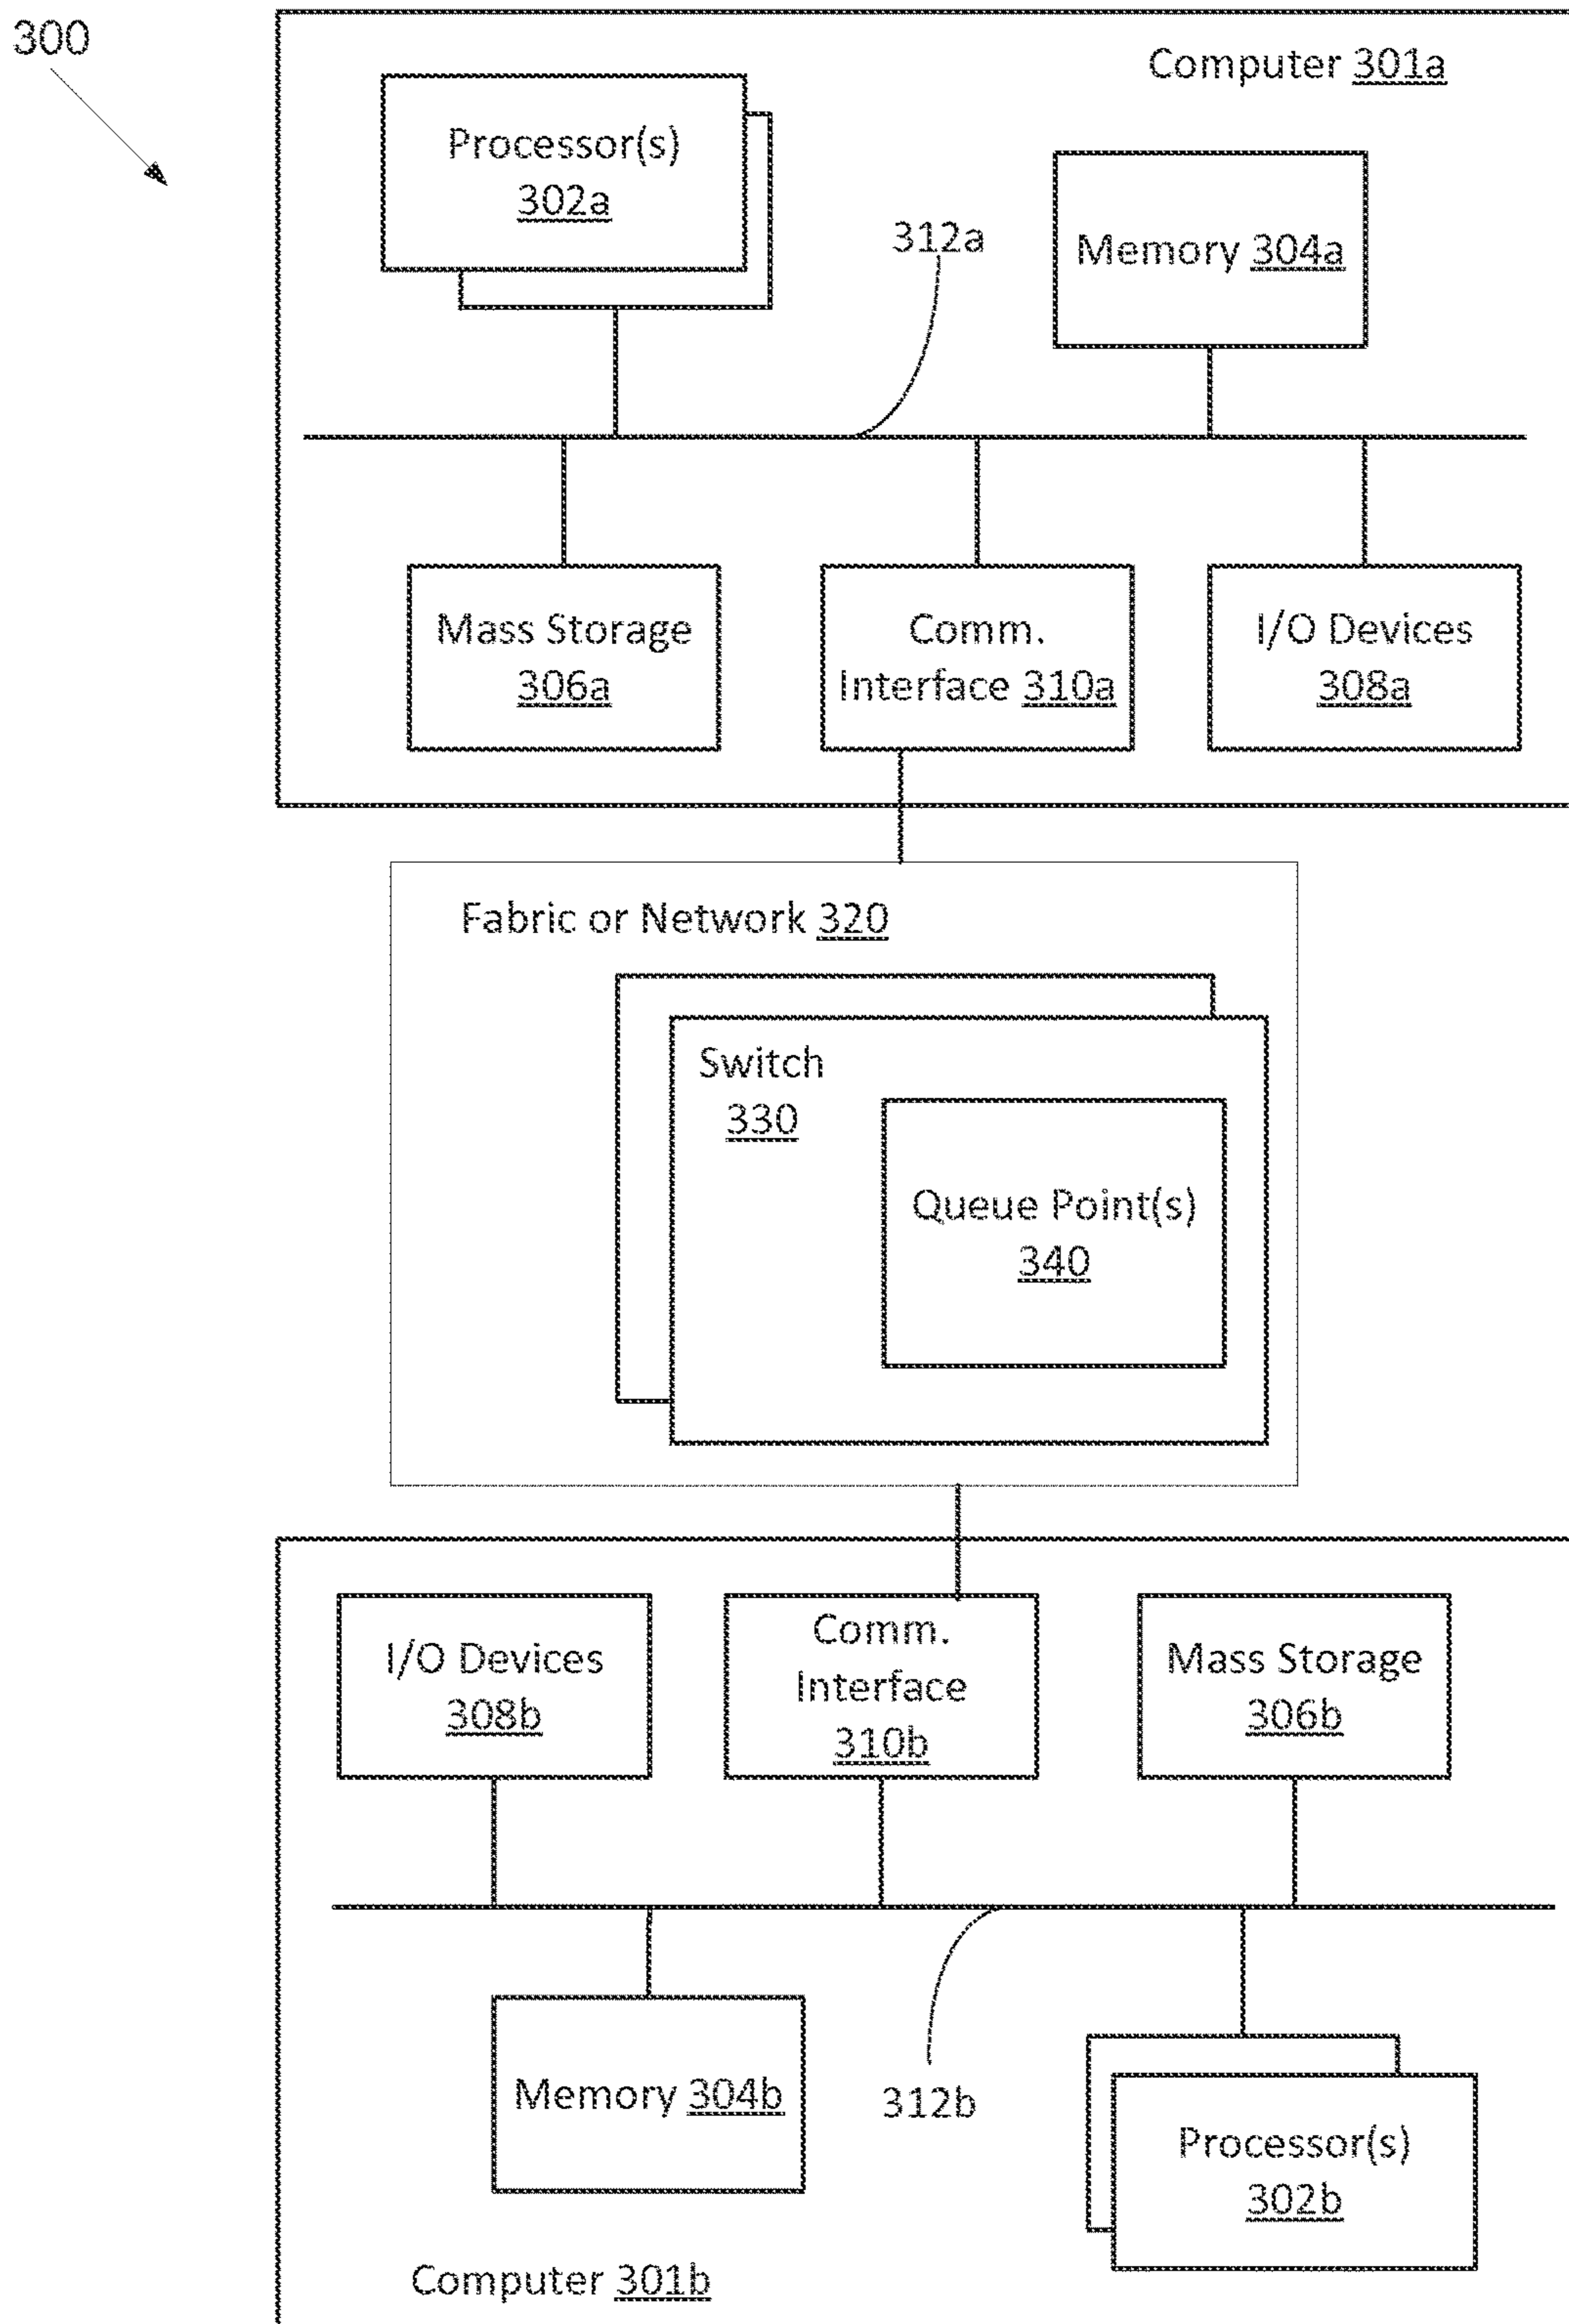 300
Computer 301a
Processor(s)
302a
312a
Memory 304a
Mass Storage
306a
Comm.
Interface 310a
I/O Devices
308a
Fabric or Network 320
Switch
330
Queue Point(s)
340
I/O Devices
308b
Comm.
Interface
310b
Mass Storage
306b
Memory 304b
312b
Processor(s)
302b
Computer 301b